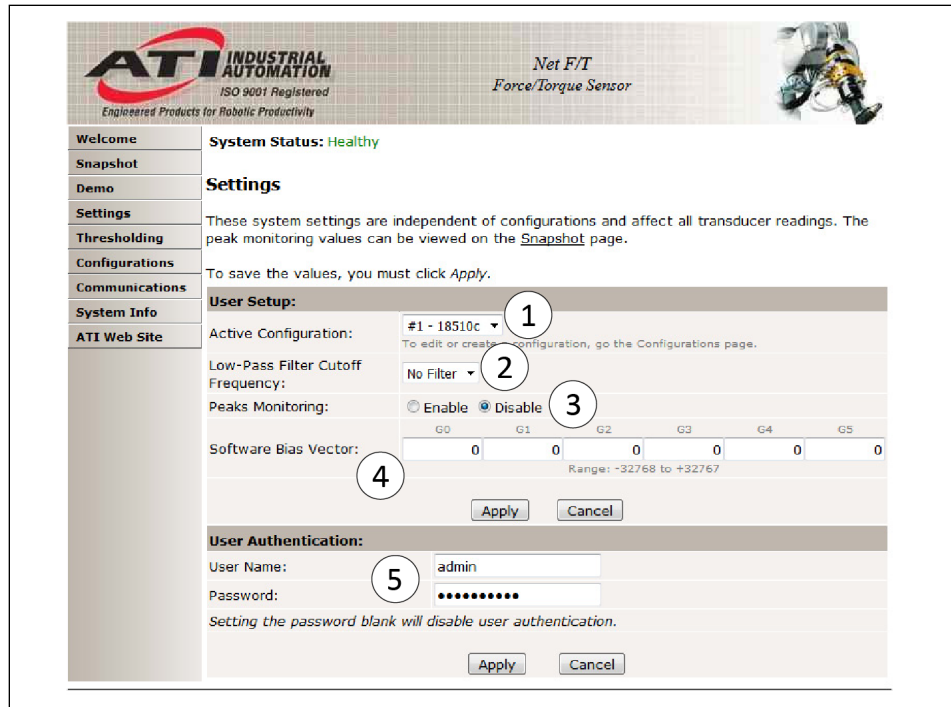 ATI INDUSTRIAL AUTOMATION
ISO 9001 Registered
Engineered Products for Robotic Productivity
Net F/T
Force/Torque Sensor
Welcome
Snapshot
Demo
Settings
Thresholding
Configurations
Communications
System Info
ATI Web Site
System Status: Healthy
Settings
These system settings are independent of configurations and affect all transducer readings. The
peak monitoring values can be viewed on the Snapshot page.
To save the values, you must click Apply.
User Setup:
Active Configuration: #1 - 18510c 1
To edit or create a configuration, go the Configurations page.
Low-Pass Filter Cutoff
Frequency: No Filter 2
Peaks Monitoring: Enable Disable 3
G0 G1 G2 G3 G4 G5
Software Bias Vector: 0 0 0 0 0 0
Range: -32768 to +32767
4
Apply Cancel
User Authentication:
User Name: admin
5
Password: ••••••••••
Setting the password blank will disable user authentication.
Apply Cancel